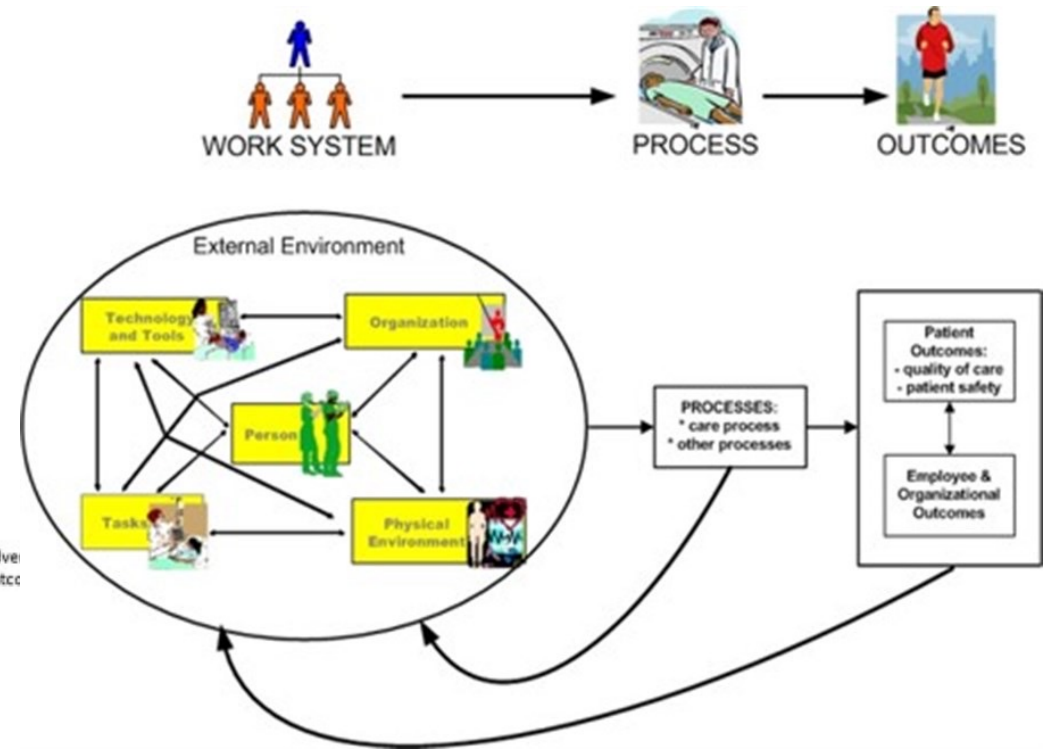 WORK SYSTEM
PROCESS
OUTCOMES
External Environment
Technology
and Tools
Organization
Person
Tasks
Physical
Environment
PROCESSES:
* care process
* other processes
Patient
Outcomes:
- quality of care
- patient safety
Employee &
Organizational
Outcomes